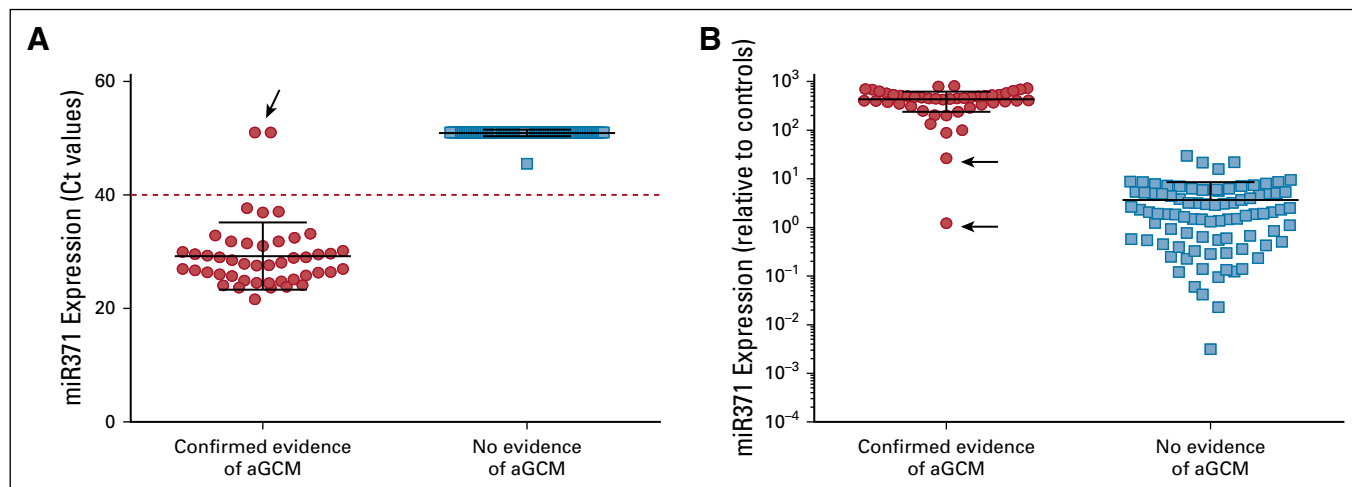 A
miR371 Expression (Ct values)
60
40
20
0
Confirmed evidence
of aGCM
No evidence
of aGCM
B
miR371 Expression (relative to controls)
10³
10²
10¹
10⁰
10⁻¹
10⁻²
10⁻³
10⁻⁴
Confirmed evidence
of aGCM
No evidence
of aGCM